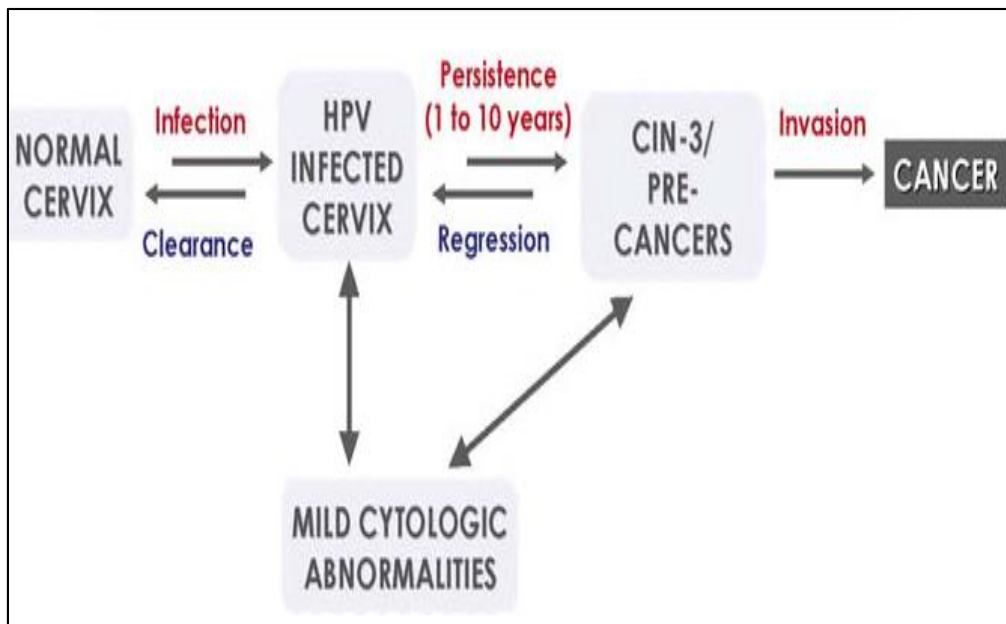 NORMAL
CERVIX
Infection
Clearance
HPV
INFECTED
CERVIX
Persistence
(1 to 10 years)
Regression
CIN-3/
PRE-
CANCERS
Invasion
CANCER
MILD CYTOLOGIC
ABNORMALITIES